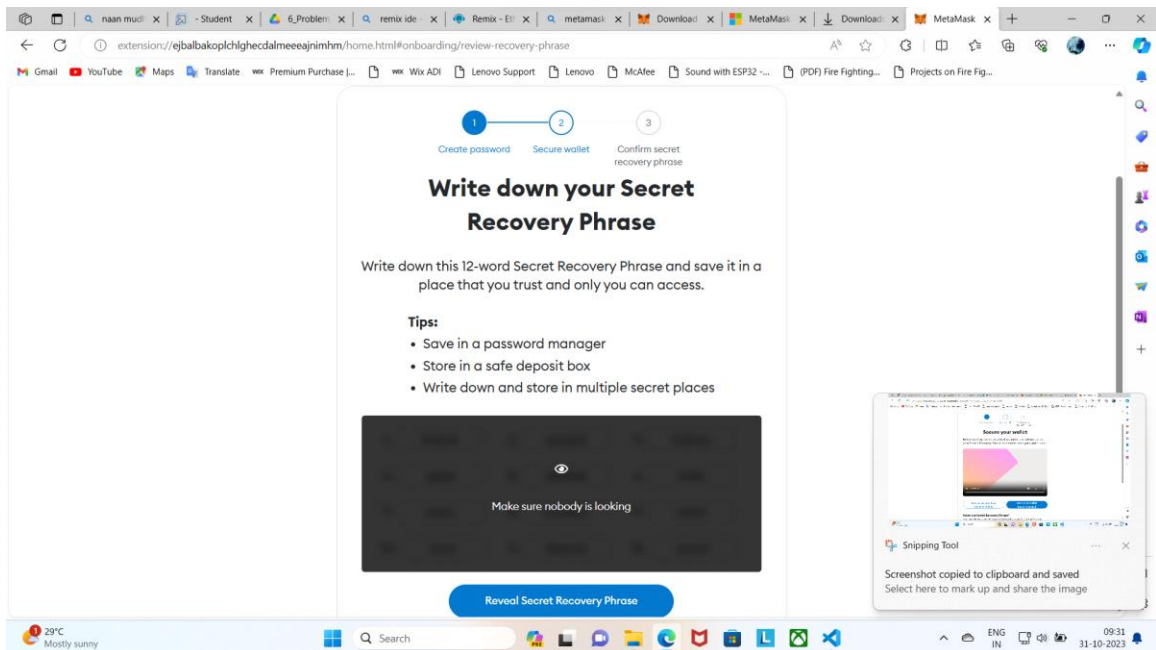 naan mudl
- Student
6_Problem
remix ide -
Remix - Et
metamask
Download
MetaMask
Download
MetaMask
extension://ejbalbakoplchlghecdalmeeeajnimhm/home.html#onboarding/review-recovery-phrase
Gmail YouTube Maps Translate WIX Premium Purchase |... WIX Wix ADI Lenovo Support Lenovo McAfee Sound with ESP32 -... (PDF) Fire Fighting... Projects on Fire Fig...
1 2 3
Create password Secure wallet Confirm secret
recovery phrase
Write down your Secret
Recovery Phrase
Write down this 12-word Secret Recovery Phrase and save it in a
place that you trust and only you can access.
Tips:
• Save in a password manager
• Store in a safe deposit box
• Write down and store in multiple secret places
Make sure nobody is looking
Reveal Secret Recovery Phrase
Secure your wallet
Snipping Tool
Screenshot copied to clipboard and saved
Select here to mark up and share the image
1
29°C
Mostly sunny
Search
ENG
IN
09:31
31-10-2023